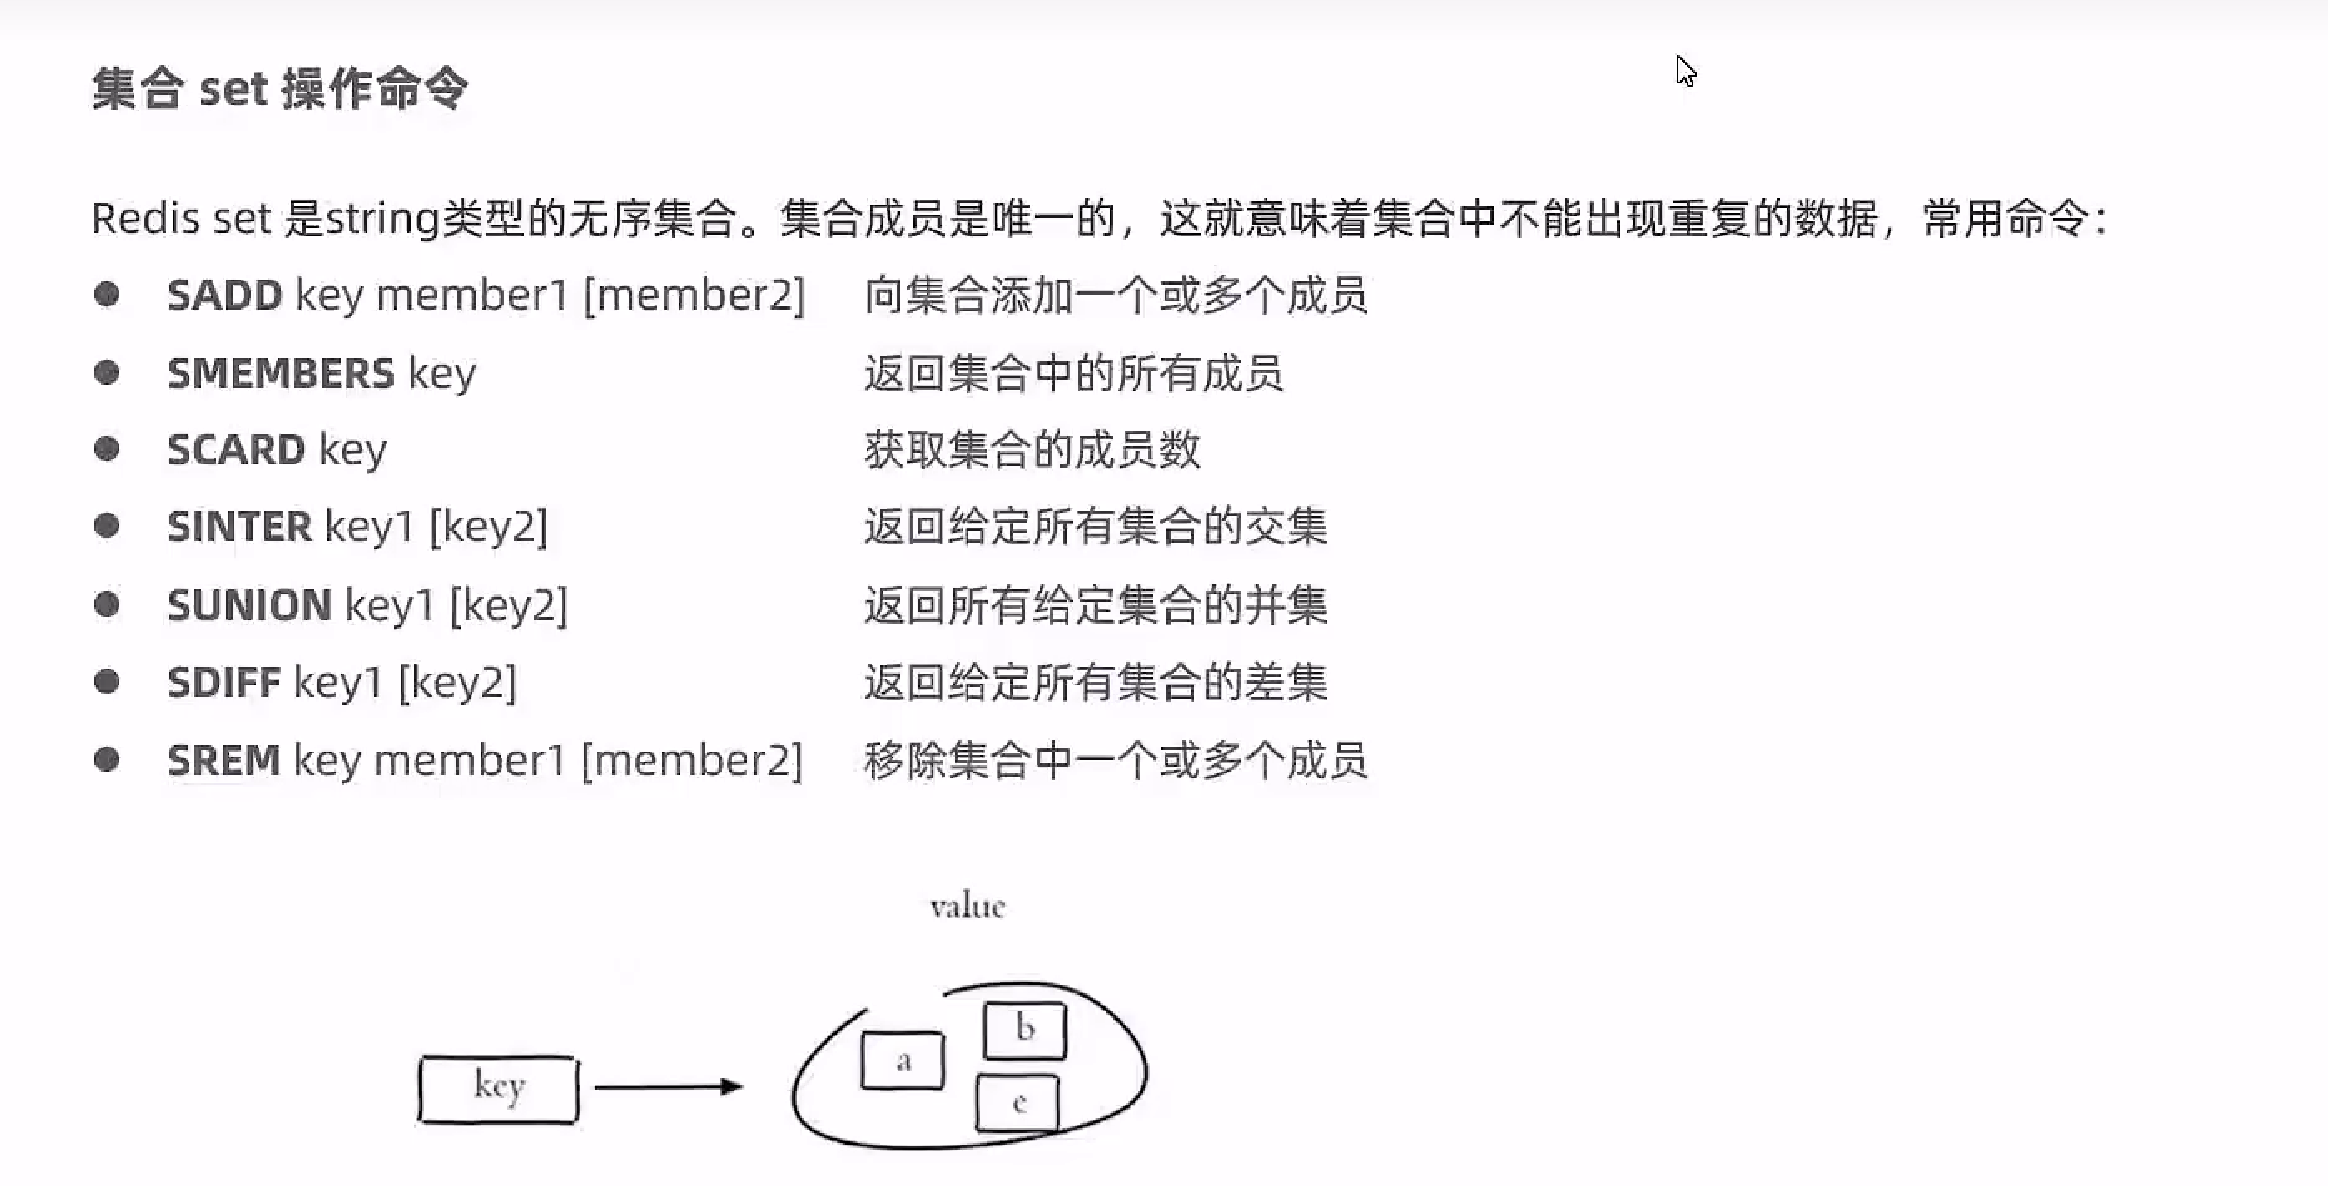 集合 set 操作命令
Redis set 是string类型的无序集合。集合成员是唯一的，这就意味着集合中不能出现重复的数据，常用命令：
● SADD key member1 [member2] 向集合添加一个或多个成员
● SMEMBERS key 返回集合中的所有成员
● SCARD key 获取集合的成员数
● SINTER key1 [key2] 返回给定所有集合的交集
● SUNION key1 [key2] 返回所有给定集合的并集
● SDIFF key1 [key2] 返回给定所有集合的差集
● SREM key member1 [member2] 移除集合中一个或多个成员
value
b
a
key
c